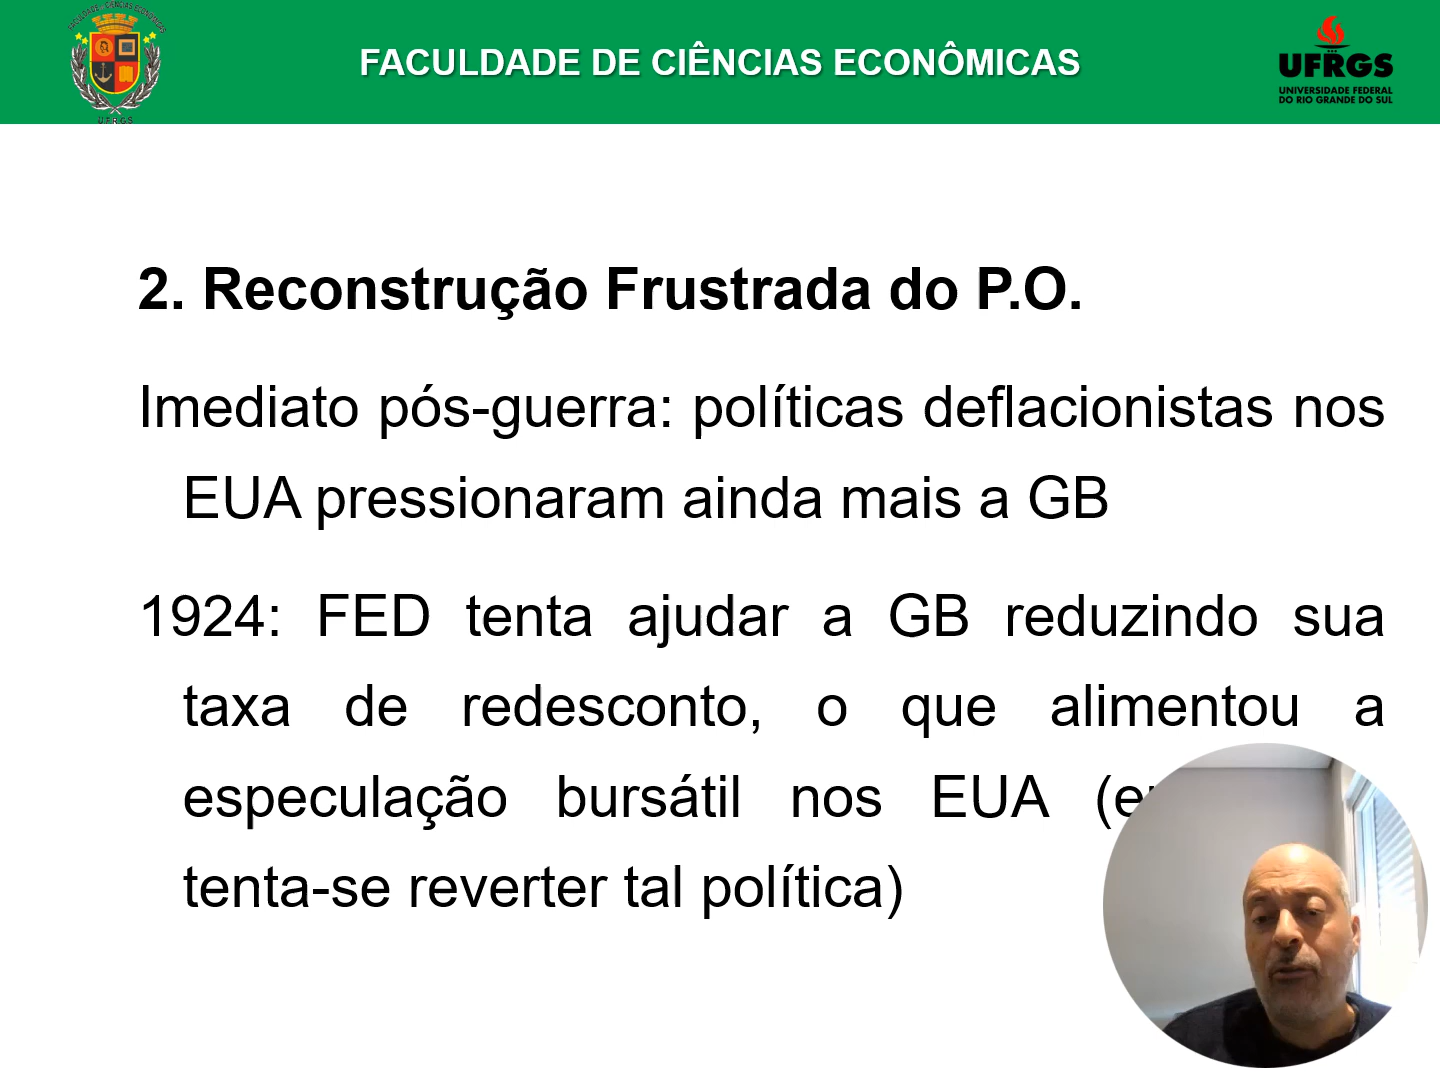 FACULDADE DE CIÊNCIAS ECONÔMICAS
UFRGS
UFRGS
UNIVERSIDADE FEDERAL
DO RIO GRANDE DO SUL
2. Reconstrução Frustrada do P.O.
Imediato pós-guerra: políticas deflacionistas nos
EUA pressionaram ainda mais a GB
1924: FED tenta ajudar a GB reduzindo sua
taxa de redesconto, o que alimentou a
especulação bursátil nos EUA
tenta-se reverter tal política)